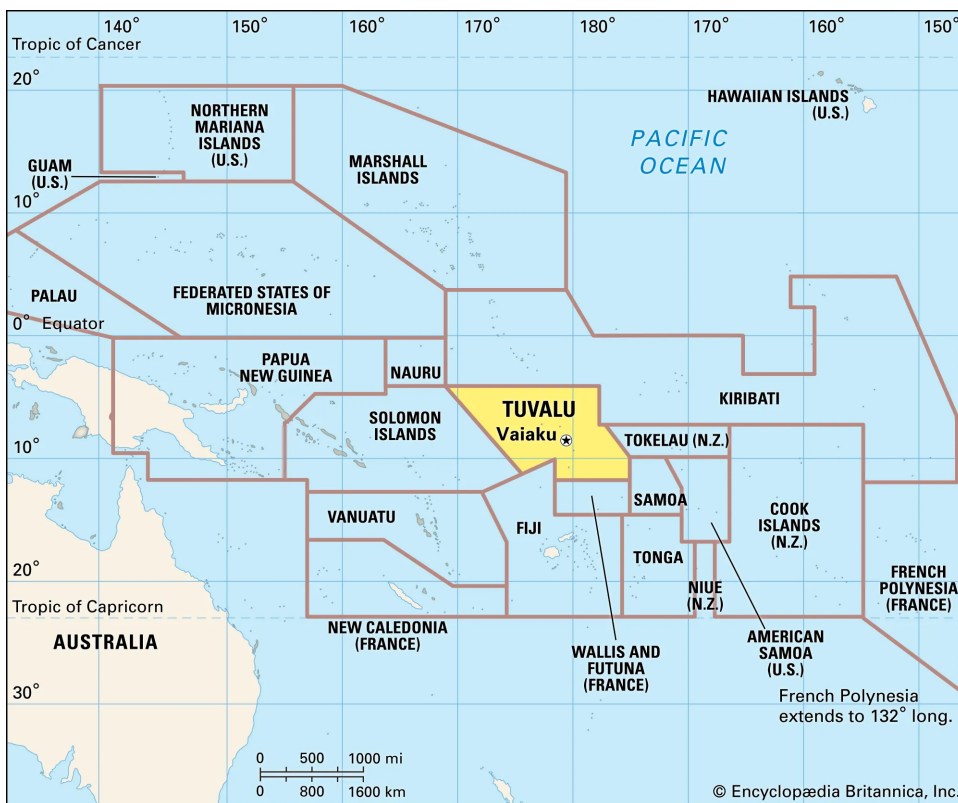 140°
150°
160°
170°
180°
170°
160°
150°
Tropic of Cancer
20°
NORTHERN
MARIANA
ISLANDS
(U.S.)
HAWAIIAN ISLANDS
(U.S.)
PACIFIC
OCEAN
GUAM
(U.S.)
MARSHALL
ISLANDS
10°
PALAU
FEDERATED STATES OF
MICRONESIA
0° Equator
PAPUA
NEW GUINEA
NAURU
KIRIBATI
SOLOMON
ISLANDS
TUVALU
Vaiaku
TOKELAU (N.Z.)
10°
SAMOA
VANUATU
FIJI
COOK
ISLANDS
(N.Z.)
TONGA
20°
NIUE
(N.Z.)
FRENCH
POLYNESIA
(FRANCE)
Tropic of Capricorn
AUSTRALIA
NEW CALEDONIA
(FRANCE)
WALLIS AND
FUTUNA
(FRANCE)
AMERICAN
SAMOA
(U.S.)
30°
French Polynesia
extends to 132° long.
0 500 1000 mi
0 800 1600 km
© Encyclopædia Britannica, Inc.